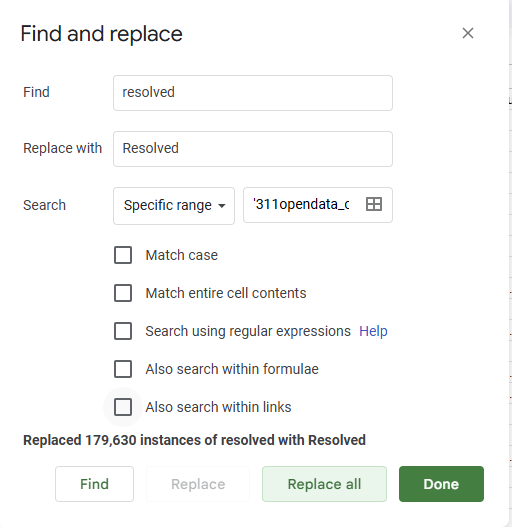 Find and replace
Find resolved
Replace with Resolved
Search Specific range '311opendata_c
Match case
Match entire cell contents
Search using regular expressions Help
Also search within formulae
Also search within links
Replaced 179,630 instances of resolved with Resolved
Find Replace Replace all Done